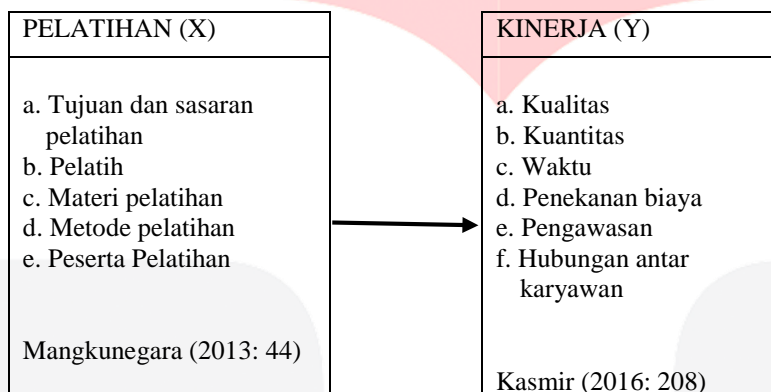 PELATIHAN (X)
a. Tujuan dan sasaran
pelatihan
b. Pelatih
c. Materi pelatihan
d. Metode pelatihan
e. Peserta Pelatihan
Mangkunegara (2013: 44)
KINERJA (Y)
a. Kualitas
b. Kuantitas
c. Waktu
d. Penekanan biaya
e. Pengawasan
f. Hubungan antar
karyawan
Kasmir (2016: 208)